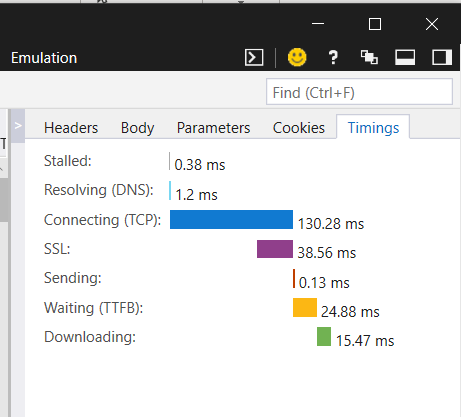 Emulation
?
Find (Ctrl+F)
T
> Headers Body Parameters Cookies Timings
Stalled: 0.38 ms
Resolving (DNS): 1.2 ms
Connecting (TCP): 130.28 ms
SSL: 38.56 ms
Sending: 0.13 ms
Waiting (TTFB): 24.88 ms
Downloading: 15.47 ms